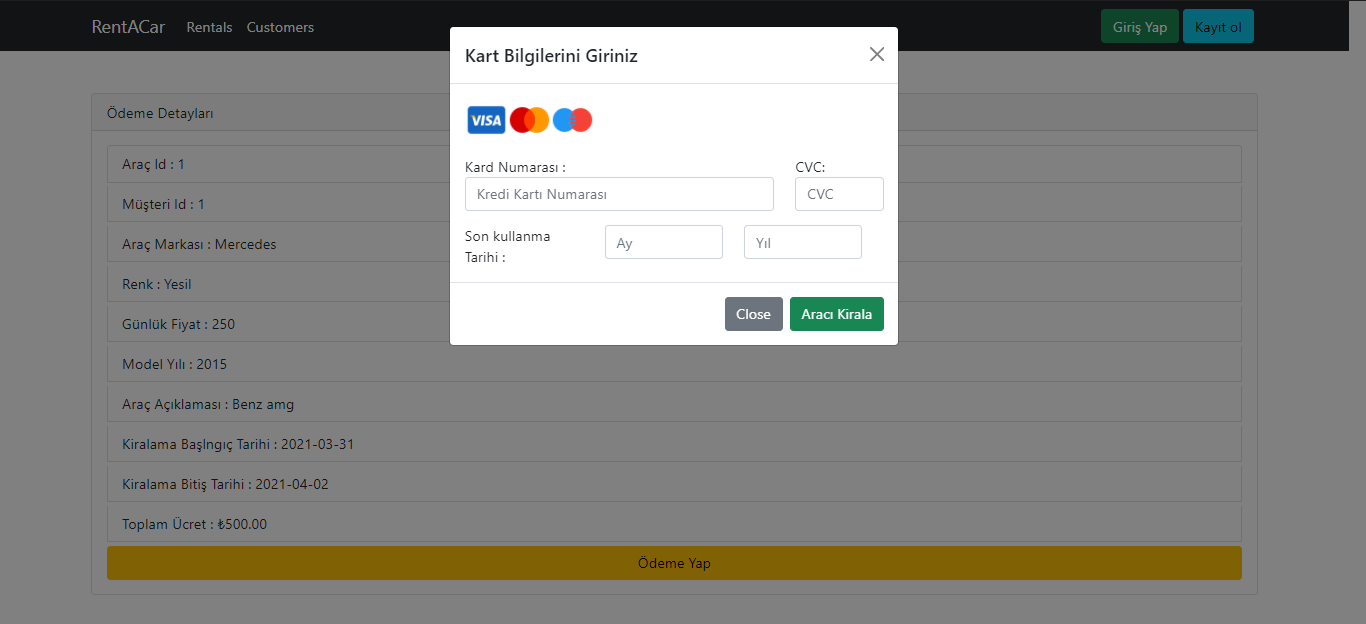 RentACar Rentals Customers Giriş Yap Kayıt ol
Kart Bilgilerini Giriniz
VISA
Kard Numarası : CVC:
Kredi Kartı Numarası CVC
Son kullanma
Tarihi :
Ay Yıl
Close Aracı Kirala
Ödeme Detayları
Araç Id : 1
Müşteri Id : 1
Araç Markası : Mercedes
Renk : Yesil
Günlük Fiyat : 250
Model Yılı : 2015
Araç Açıklaması : Benz amg
Kiralama Başlngıç Tarihi : 2021-03-31
Kiralama Bitiş Tarihi : 2021-04-02
Toplam Ücret : ₺500.00
Ödeme Yap